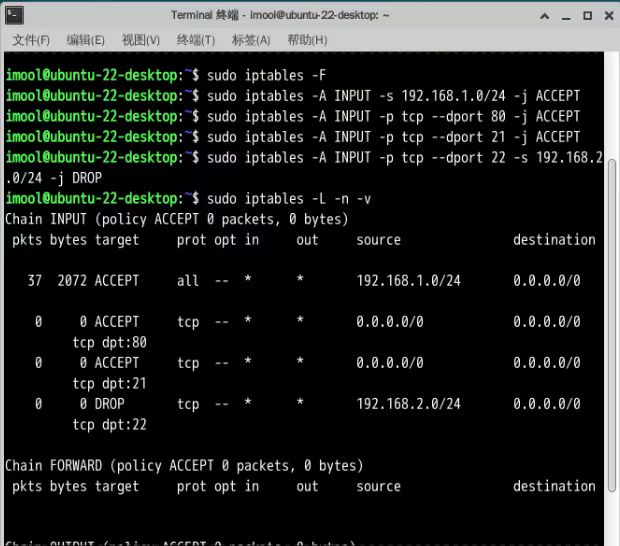 Terminal 终端 - imool@ubuntu-22-desktop: ~
文件(F) 编辑(E) 视图(V) 终端(T) 标签(A) 帮助(H)
imool@ubuntu-22-desktop:~$ sudo iptables -F
imool@ubuntu-22-desktop:~$ sudo iptables -A INPUT -s 192.168.1.0/24 -j ACCEPT
imool@ubuntu-22-desktop:~$ sudo iptables -A INPUT -p tcp --dport 80 -j ACCEPT
imool@ubuntu-22-desktop:~$ sudo iptables -A INPUT -p tcp --dport 21 -j ACCEPT
imool@ubuntu-22-desktop:~$ sudo iptables -A INPUT -p tcp --dport 22 -s 192.168.2
.0/24 -j DROP
imool@ubuntu-22-desktop:~$ sudo iptables -L -n -v
Chain INPUT (policy ACCEPT 0 packets, 0 bytes)
pkts bytes target prot opt in out source destination
37 2072 ACCEPT all -- * * 192.168.1.0/24 0.0.0.0/0
0 0 ACCEPT tcp -- * * 0.0.0.0/0 0.0.0.0/0
tcp dpt:80
0 0 ACCEPT tcp -- * * 0.0.0.0/0 0.0.0.0/0
tcp dpt:21
0 0 DROP tcp -- * * 192.168.2.0/24 0.0.0.0/0
tcp dpt:22
Chain FORWARD (policy ACCEPT 0 packets, 0 bytes)
pkts bytes target prot opt in out source destination
Chain OUTPUT (policy ACCEPT 0 packets, 0 bytes)